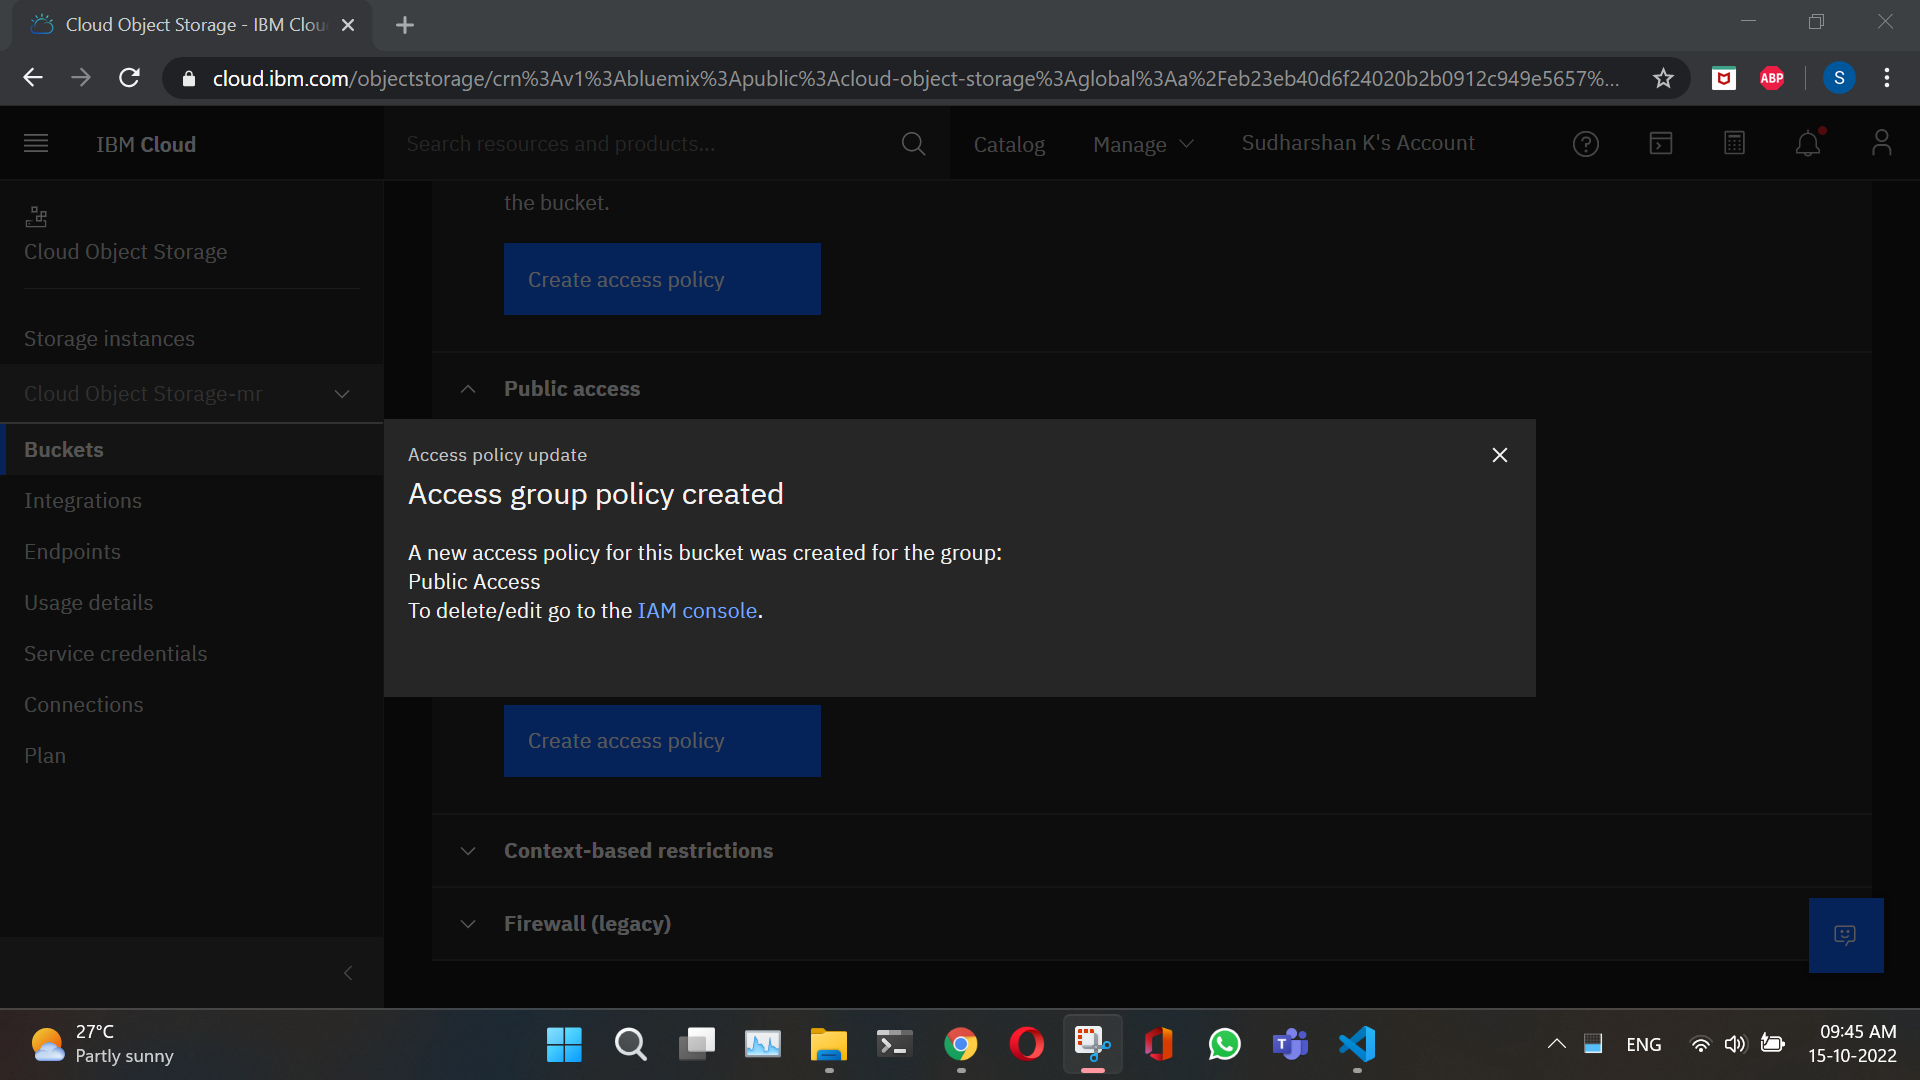 Cloud Object Storage - IBM Clou
cloud.ibm.com/objectstorage/crn%3Av1%3Abluemix%3Apublic%3Acloud-object-storage%3Aglobal%3Aa%2Feb23eb40d6f24020b2b0912c949e5657%...
ABP
S
IBM Cloud
Search resources and products...
Catalog
Manage
Sudharshan K's Account
Cloud Object Storage
Storage instances
Cloud Object Storage-mr
Buckets
Integrations
Endpoints
Usage details
Service credentials
Connections
Plan
the bucket.
Create access policy
Public access
Access policy update
Access group policy created
A new access policy for this bucket was created for the group:
Public Access
To delete/edit go to the IAM console.
Create access policy
Context-based restrictions
Firewall (legacy)
27°C
Partly sunny
ENG
09:45 AM
15-10-2022